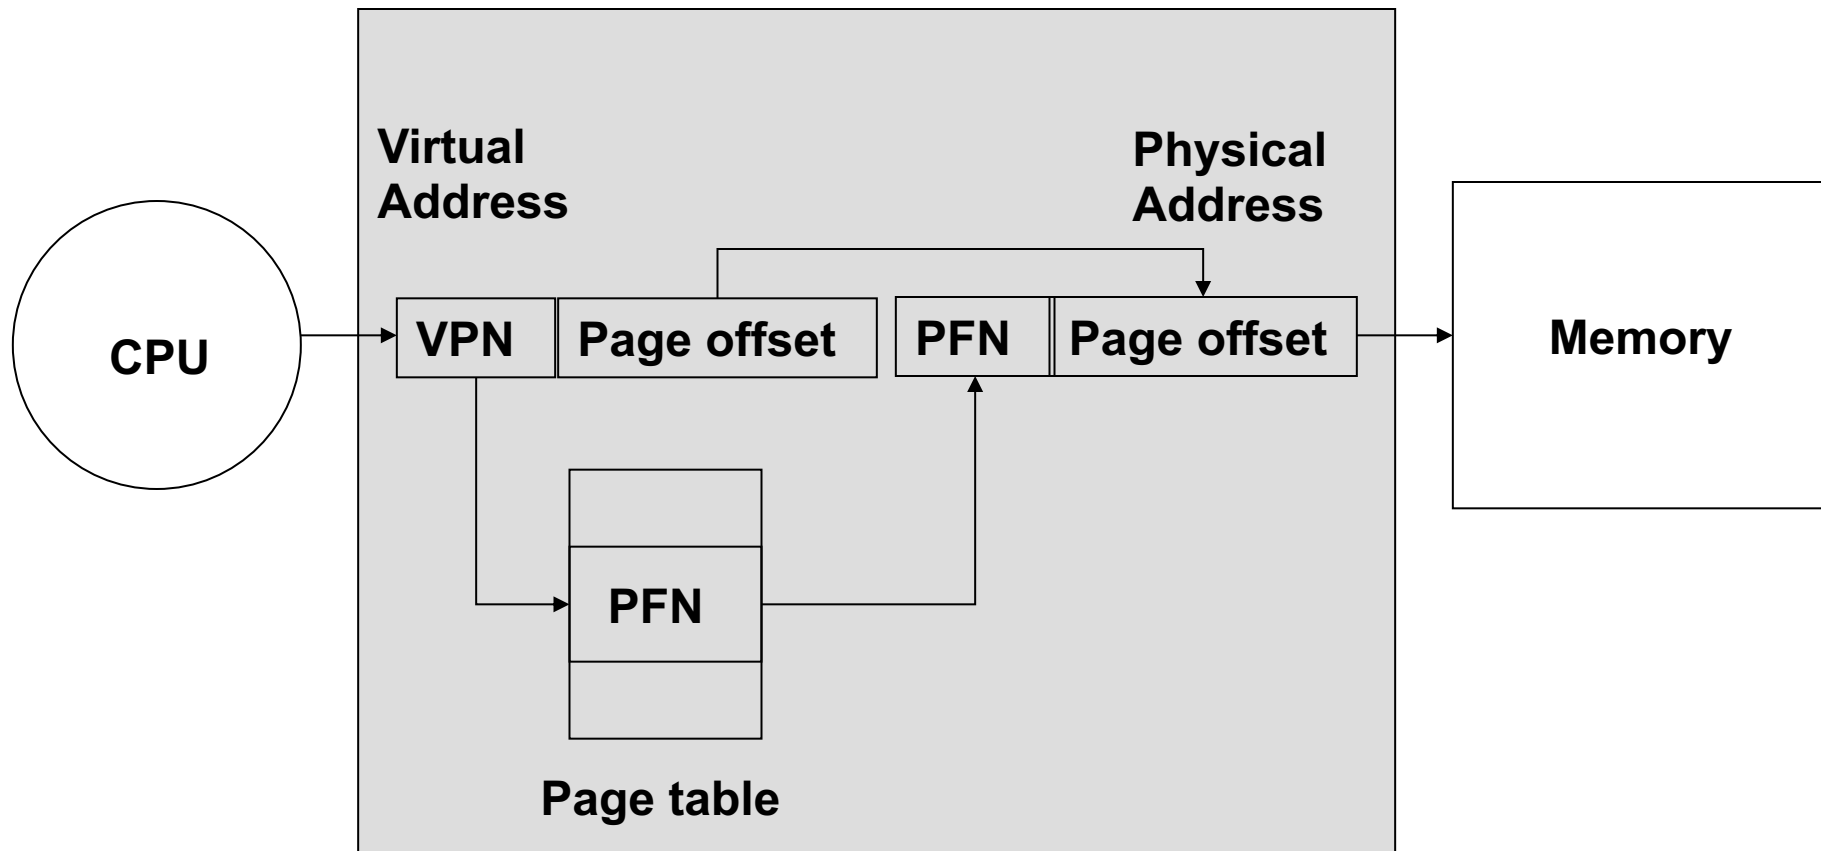 Virtual
Address
Physical
Address
CPU
VPN
Page offset
PFN
Page offset
Memory
PFN
Page table